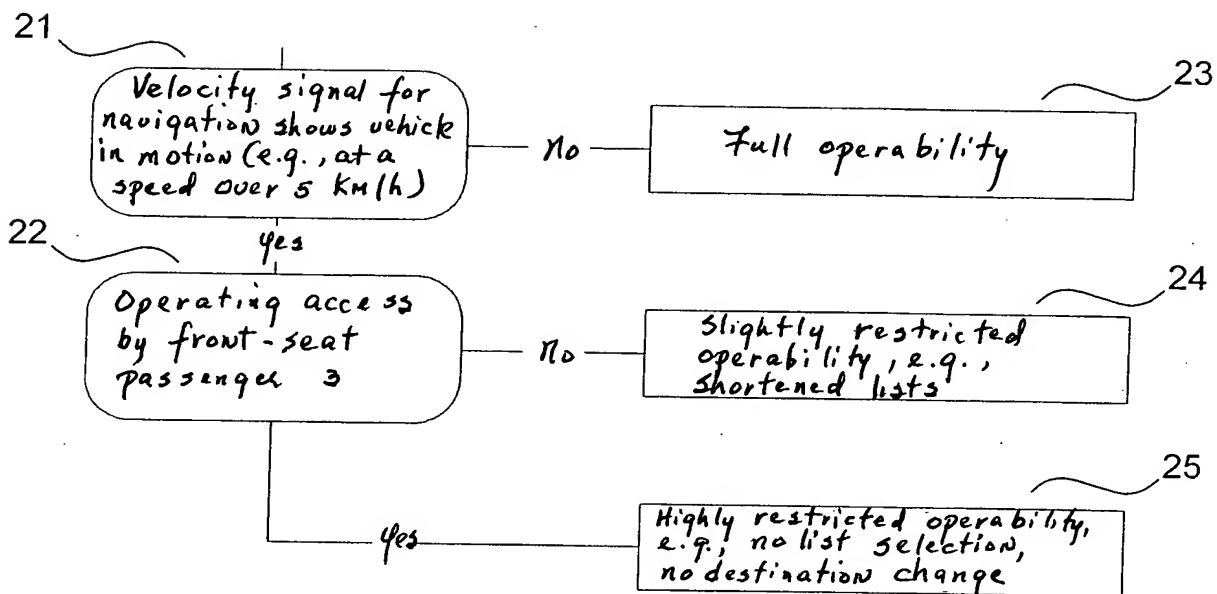 21
Velocity signal for
navigation shows vehicle
in motion (e.g., at a
speed over 5 KM/h)
no
23
Full operability
yes
22
Operating access
by front-seat
passenger 3
no
24
Slightly restricted
operability, e.g.,
shortened lists
yes
25
Highly restricted operability,
e.g., no list selection,
no destination change